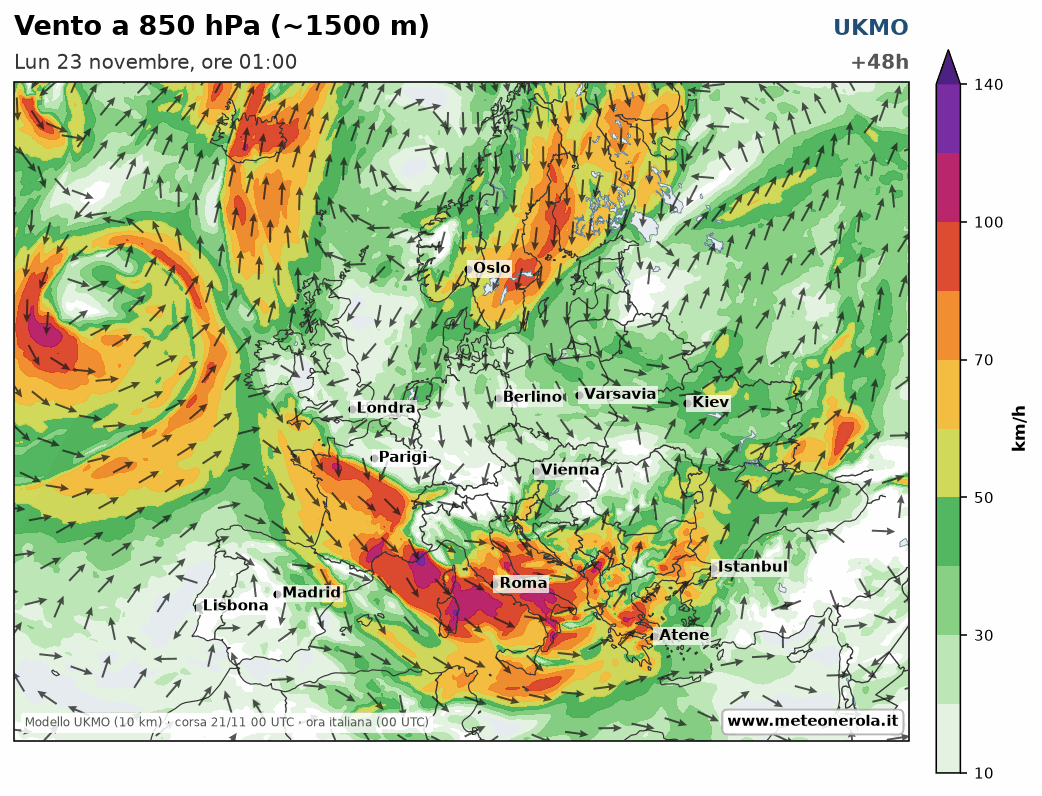 Vento a 850 hPa (~1500 m)
UKMO
Lun 23 novembre, ore 01:00
+48h
140
100
70
50
30
10
km/h
Oslo
Londra
Berlino
Varsavia
Kiev
Parigi
Vienna
Roma
Istanbul
Madrid
Lisbona
Atene
Modello UKMO (10 km) · corsa 21/11 00 UTC · ora italiana (00 UTC)
www.meteonerola.it